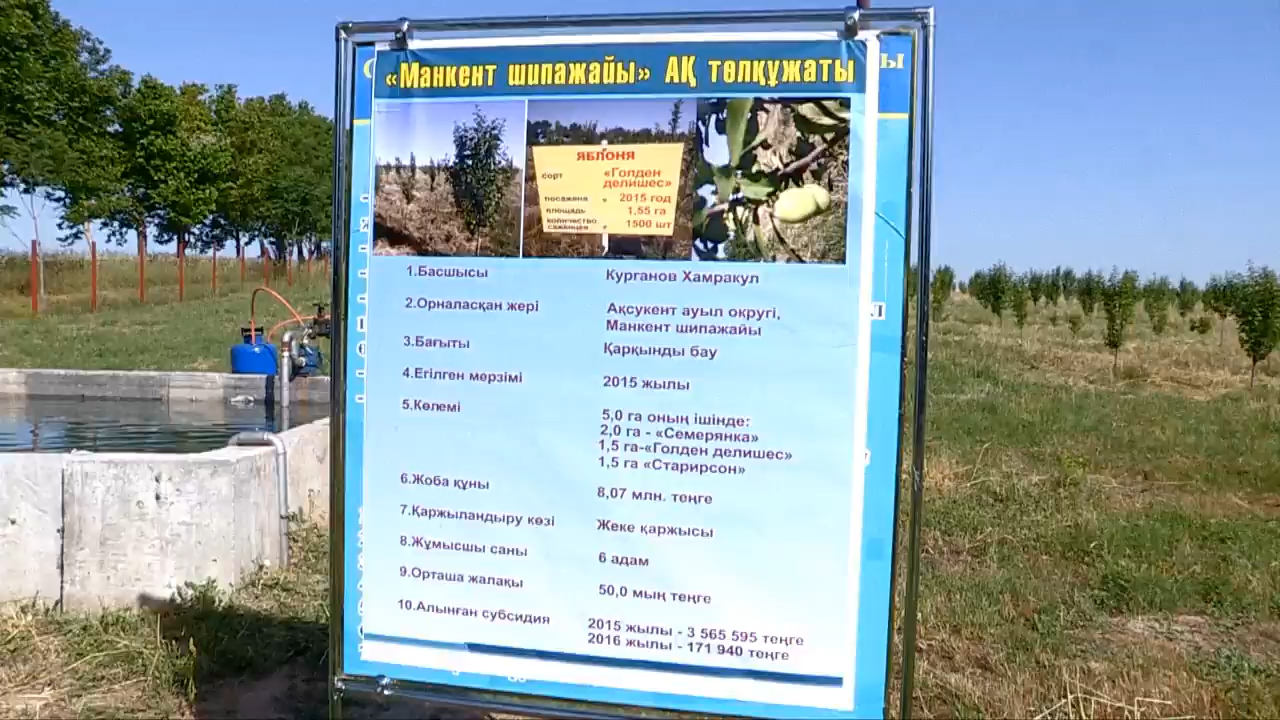 «Манкент шипажайы» АҚ төлқұжаты
ЯБЛОНЯ
сорт «Голден делишес»
посажена 2015 год
площадь 1,55 га
количество саженцев 1500 шт
1.Басшысы Курганов Хамракул
2.Орналасқан жері Ақсукент ауыл округі,
Манкент шипажайы
3.Бағыты Қарқынды бау
4.Егілген мерзімі 2015 жылы
5.Көлемі 5,0 га оның ішінде:
2,0 га - «Семерянка»
1,5 га-«Голден делишес»
1,5 га «Старирсон»
6.Жоба құны 8,07 млн. теңге
7.Қаржыландыру көзі Жеке қаржысы
8.Жұмысшы саны 6 адам
9.Орташа жалақы 50,0 мың теңге
10.Алынған субсидия 2015 жылы - 3 565 595 теңге
2016 жылы - 171 940 теңге